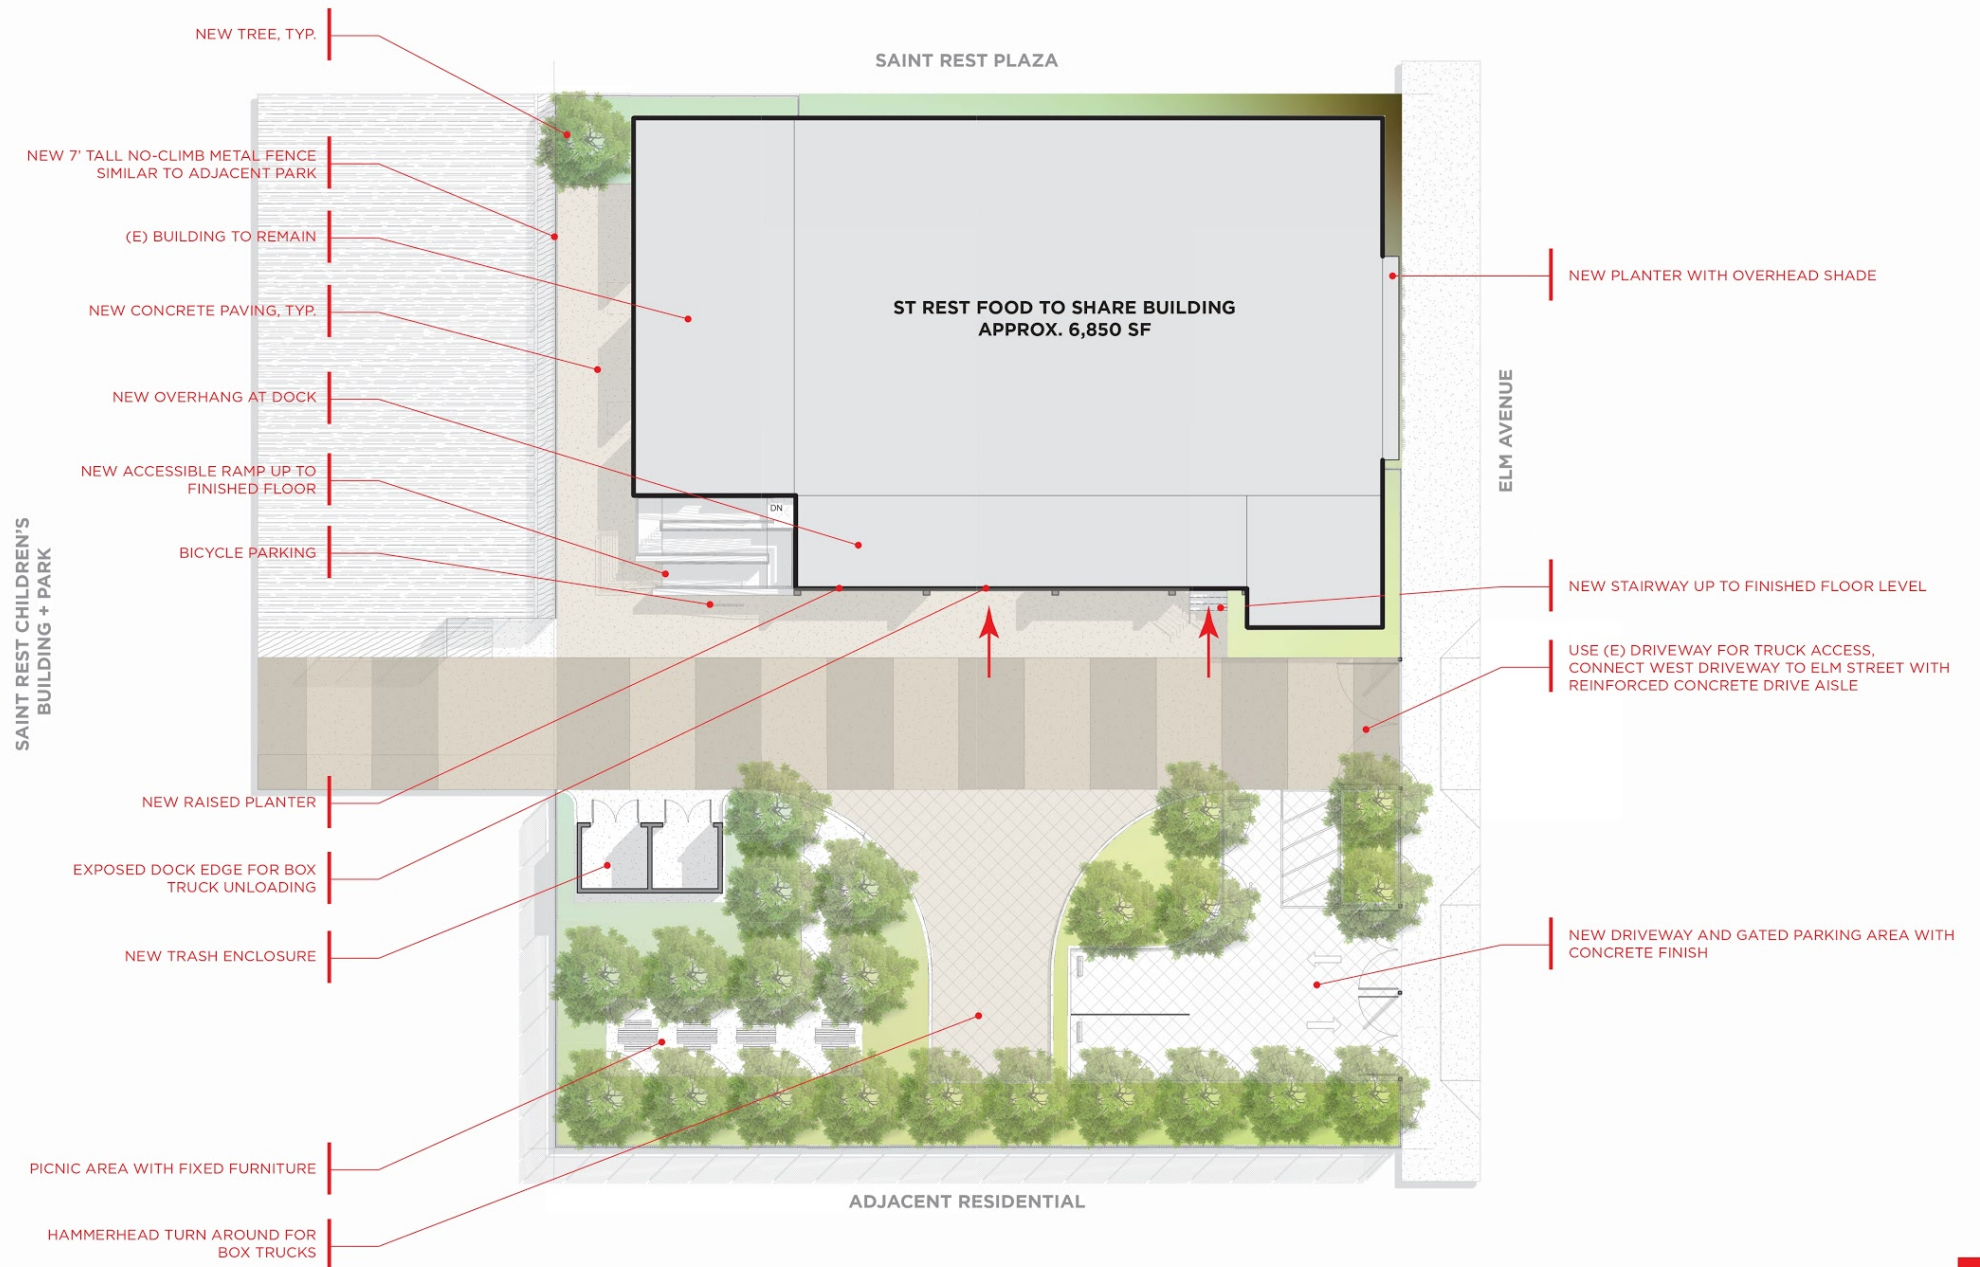 SAINT REST PLAZA
NEW TREE, TYP.
NEW 7' TALL NO-CLIMB METAL FENCE
SIMILAR TO ADJACENT PARK
(E) BUILDING TO REMAIN
NEW CONCRETE PAVING, TYP.
NEW OVERHANG AT DOCK
NEW ACCESSIBLE RAMP UP TO
FINISHED FLOOR
BICYCLE PARKING
SAINT REST CHILDREN'S
BUILDING + PARK
NEW RAISED PLANTER
EXPOSED DOCK EDGE FOR BOX
TRUCK UNLOADING
NEW TRASH ENCLOSURE
PICNIC AREA WITH FIXED FURNITURE
HAMMERHEAD TURN AROUND FOR
BOX TRUCKS
ST REST FOOD TO SHARE BUILDING
APPROX. 6,850 SF
DN
NEW PLANTER WITH OVERHEAD SHADE
ELM AVENUE
NEW STAIRWAY UP TO FINISHED FLOOR LEVEL
USE (E) DRIVEWAY FOR TRUCK ACCESS,
CONNECT WEST DRIVEWAY TO ELM STREET WITH
REINFORCED CONCRETE DRIVE AISLE
NEW DRIVEWAY AND GATED PARKING AREA WITH
CONCRETE FINISH
ADJACENT RESIDENTIAL